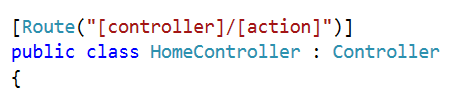 [Route("[controller]/[action]")]
public class HomeController : Controller
{